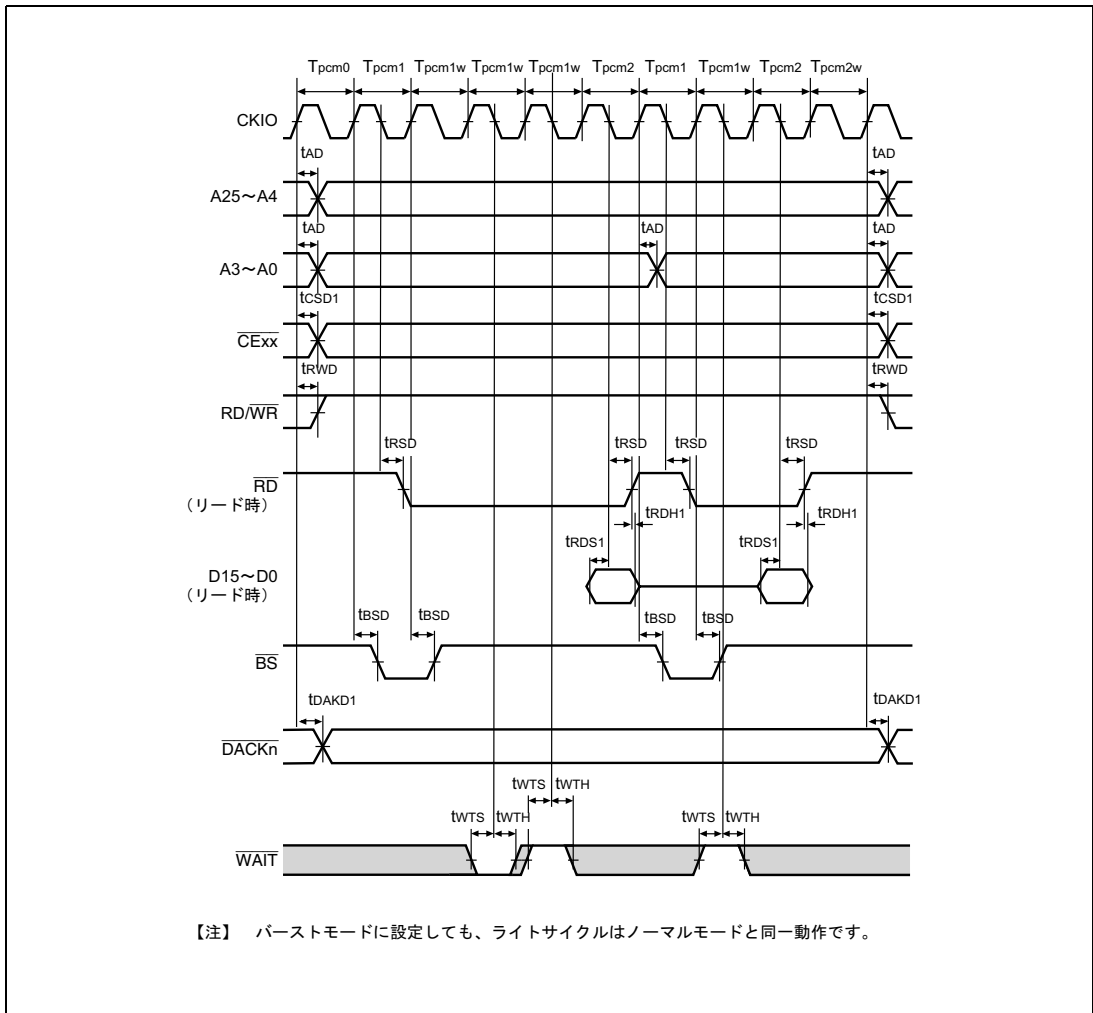 Tpcm0 Tpcm1 Tpcm1w Tpcm1w Tpcm1w Tpcm2 Tpcm1 Tpcm1w Tpcm2 Tpcm2w
CKIO
tAD tAD
A25～A4
tAD tAD tAD
A3～A0
tCSD1 tCSD1
CExx
tRWD tRWD
RD/WR
tRSD tRSD tRSD tRSD
RD
（リード時）
tRDH1 tRDH1
tRDS1 tRDS1
D15～D0
（リード時）
tBSD tBSD tBSD tBSD
BS
tDAKD1 tDAKD1
DACKn
tWTS tWTH
tWTS tWTH tWTS tWTH
WAIT
【注】 バーストモードに設定しても、ライトサイクルはノーマルモードと同一動作です。